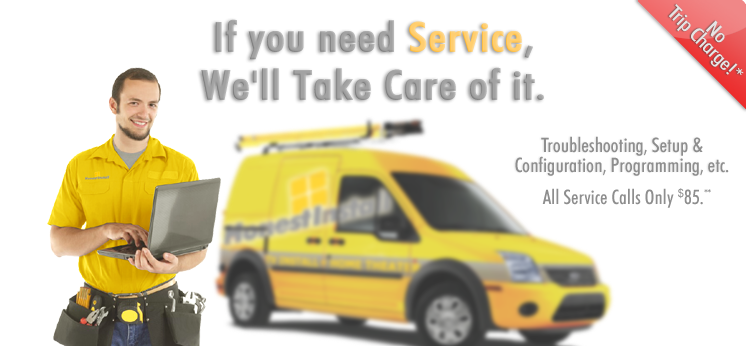 If you need Service,
We'll Take Care of it.
No
Trip Charge!*
Troubleshooting, Setup &
Configuration, Programming, etc.
All Service Calls Only $85.**
HonestInstal